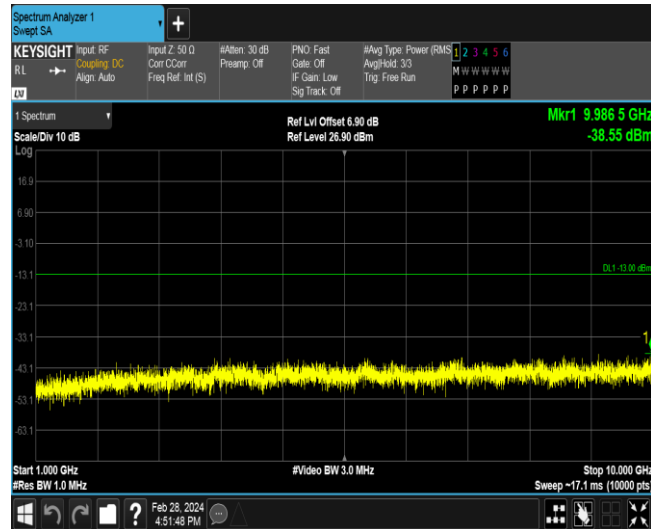 Spectrum Analyzer 1
Swept SA
+
KEYSIGHT
RL
LXI
Input: RF
Coupling: DC
Align: Auto
Input Z: 50 Ω
Corr CCorr
Freq Ref: Int (S)
#Atten: 30 dB
Preamp: Off
PNO: Fast
Gate: Off
IF Gain: Low
Sig Track: Off
#Avg Type: Power (RMS
Avg|Hold: 3/3
Trig: Free Run
1 2 3 4 5 6
M W W W W W
P P P P P P
1 Spectrum
Scale/Div 10 dB
Log
Ref Lvl Offset 6.90 dB
Ref Level 26.90 dBm
Mkr1 9.986 5 GHz
-38.55 dBm
16.9
6.90
-3.10
-13.1
-23.1
-33.1
-43.1
-53.1
-63.1
DL1 -13.00 dBm
1
Start 1.000 GHz
#Res BW 1.0 MHz
#Video BW 3.0 MHz
Stop 10.000 GHz
Sweep ~17.1 ms (10000 pts)
?
Feb 28, 2024
4:51:48 PM